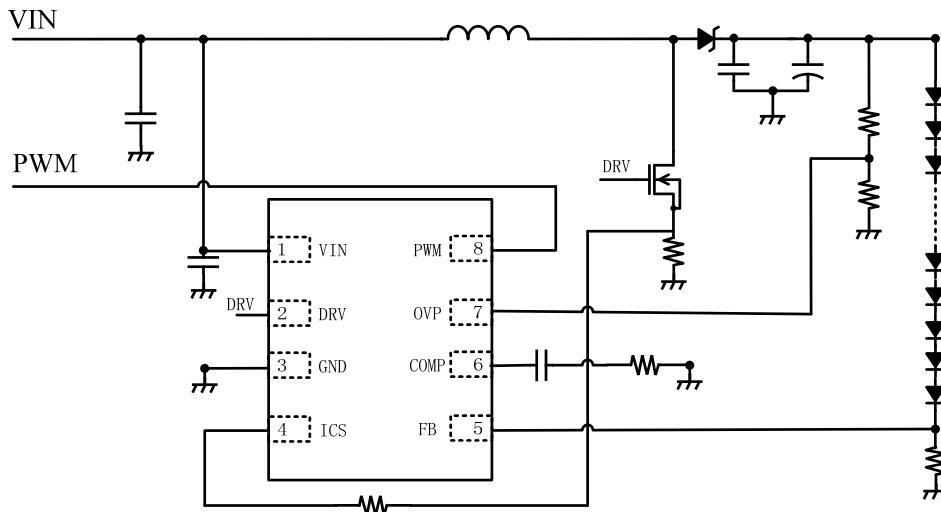 VIN
PWM
DRV
1 VIN
PWM 8
DRV
2 DRV
OVP 7
3 GND
COMP 6
4 ICS
FB 5